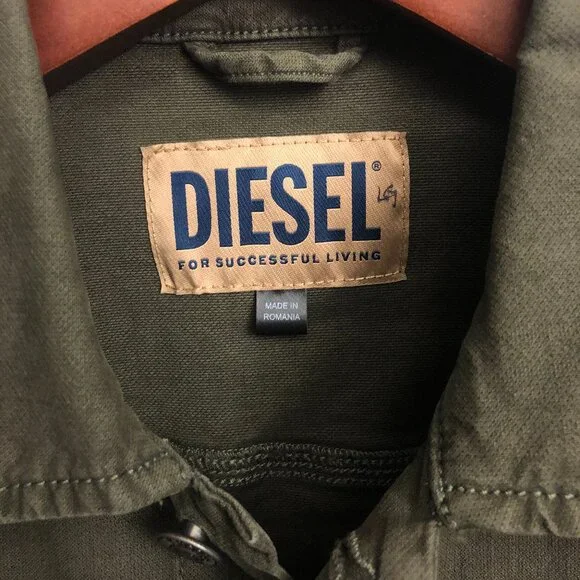 DIESEL®
FOR SUCCESSFUL LIVING
MADE IN
ROMANIA